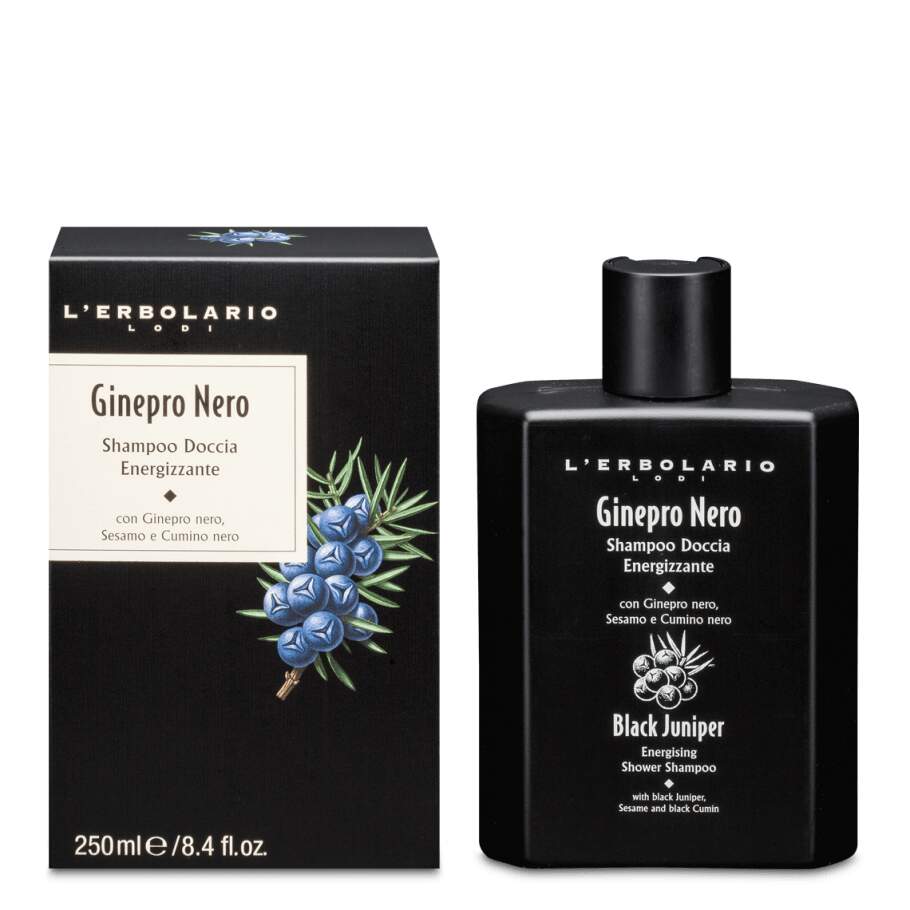 L'ERBOLARIO
LODI
Ginepro Nero
Shampoo Doccia
Energizzante
con Ginepro nero,
Sesamo e Cumino nero
250ml e/8.4 fl.oz.
L'ERBOLARIO
LODI
Ginepro Nero
Shampoo Doccia
Energizzante
con Ginepro nero,
Sesamo e Cumino nero
Black Juniper
Energising
Shower Shampoo
with black Juniper,
Sesame and black Cumin